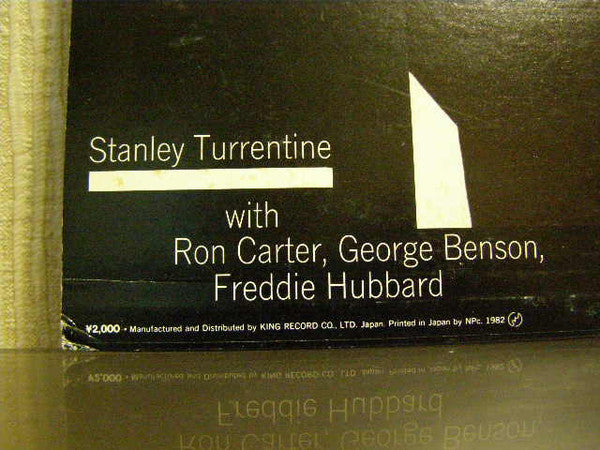 Stanley Turrentine
with
Ron Carter, George Benson,
Freddie Hubbard
¥2,000 • Manufactured and Distributed by KING RECORD CO., LTD. Japan. Printed in Japan by NPc. 1982